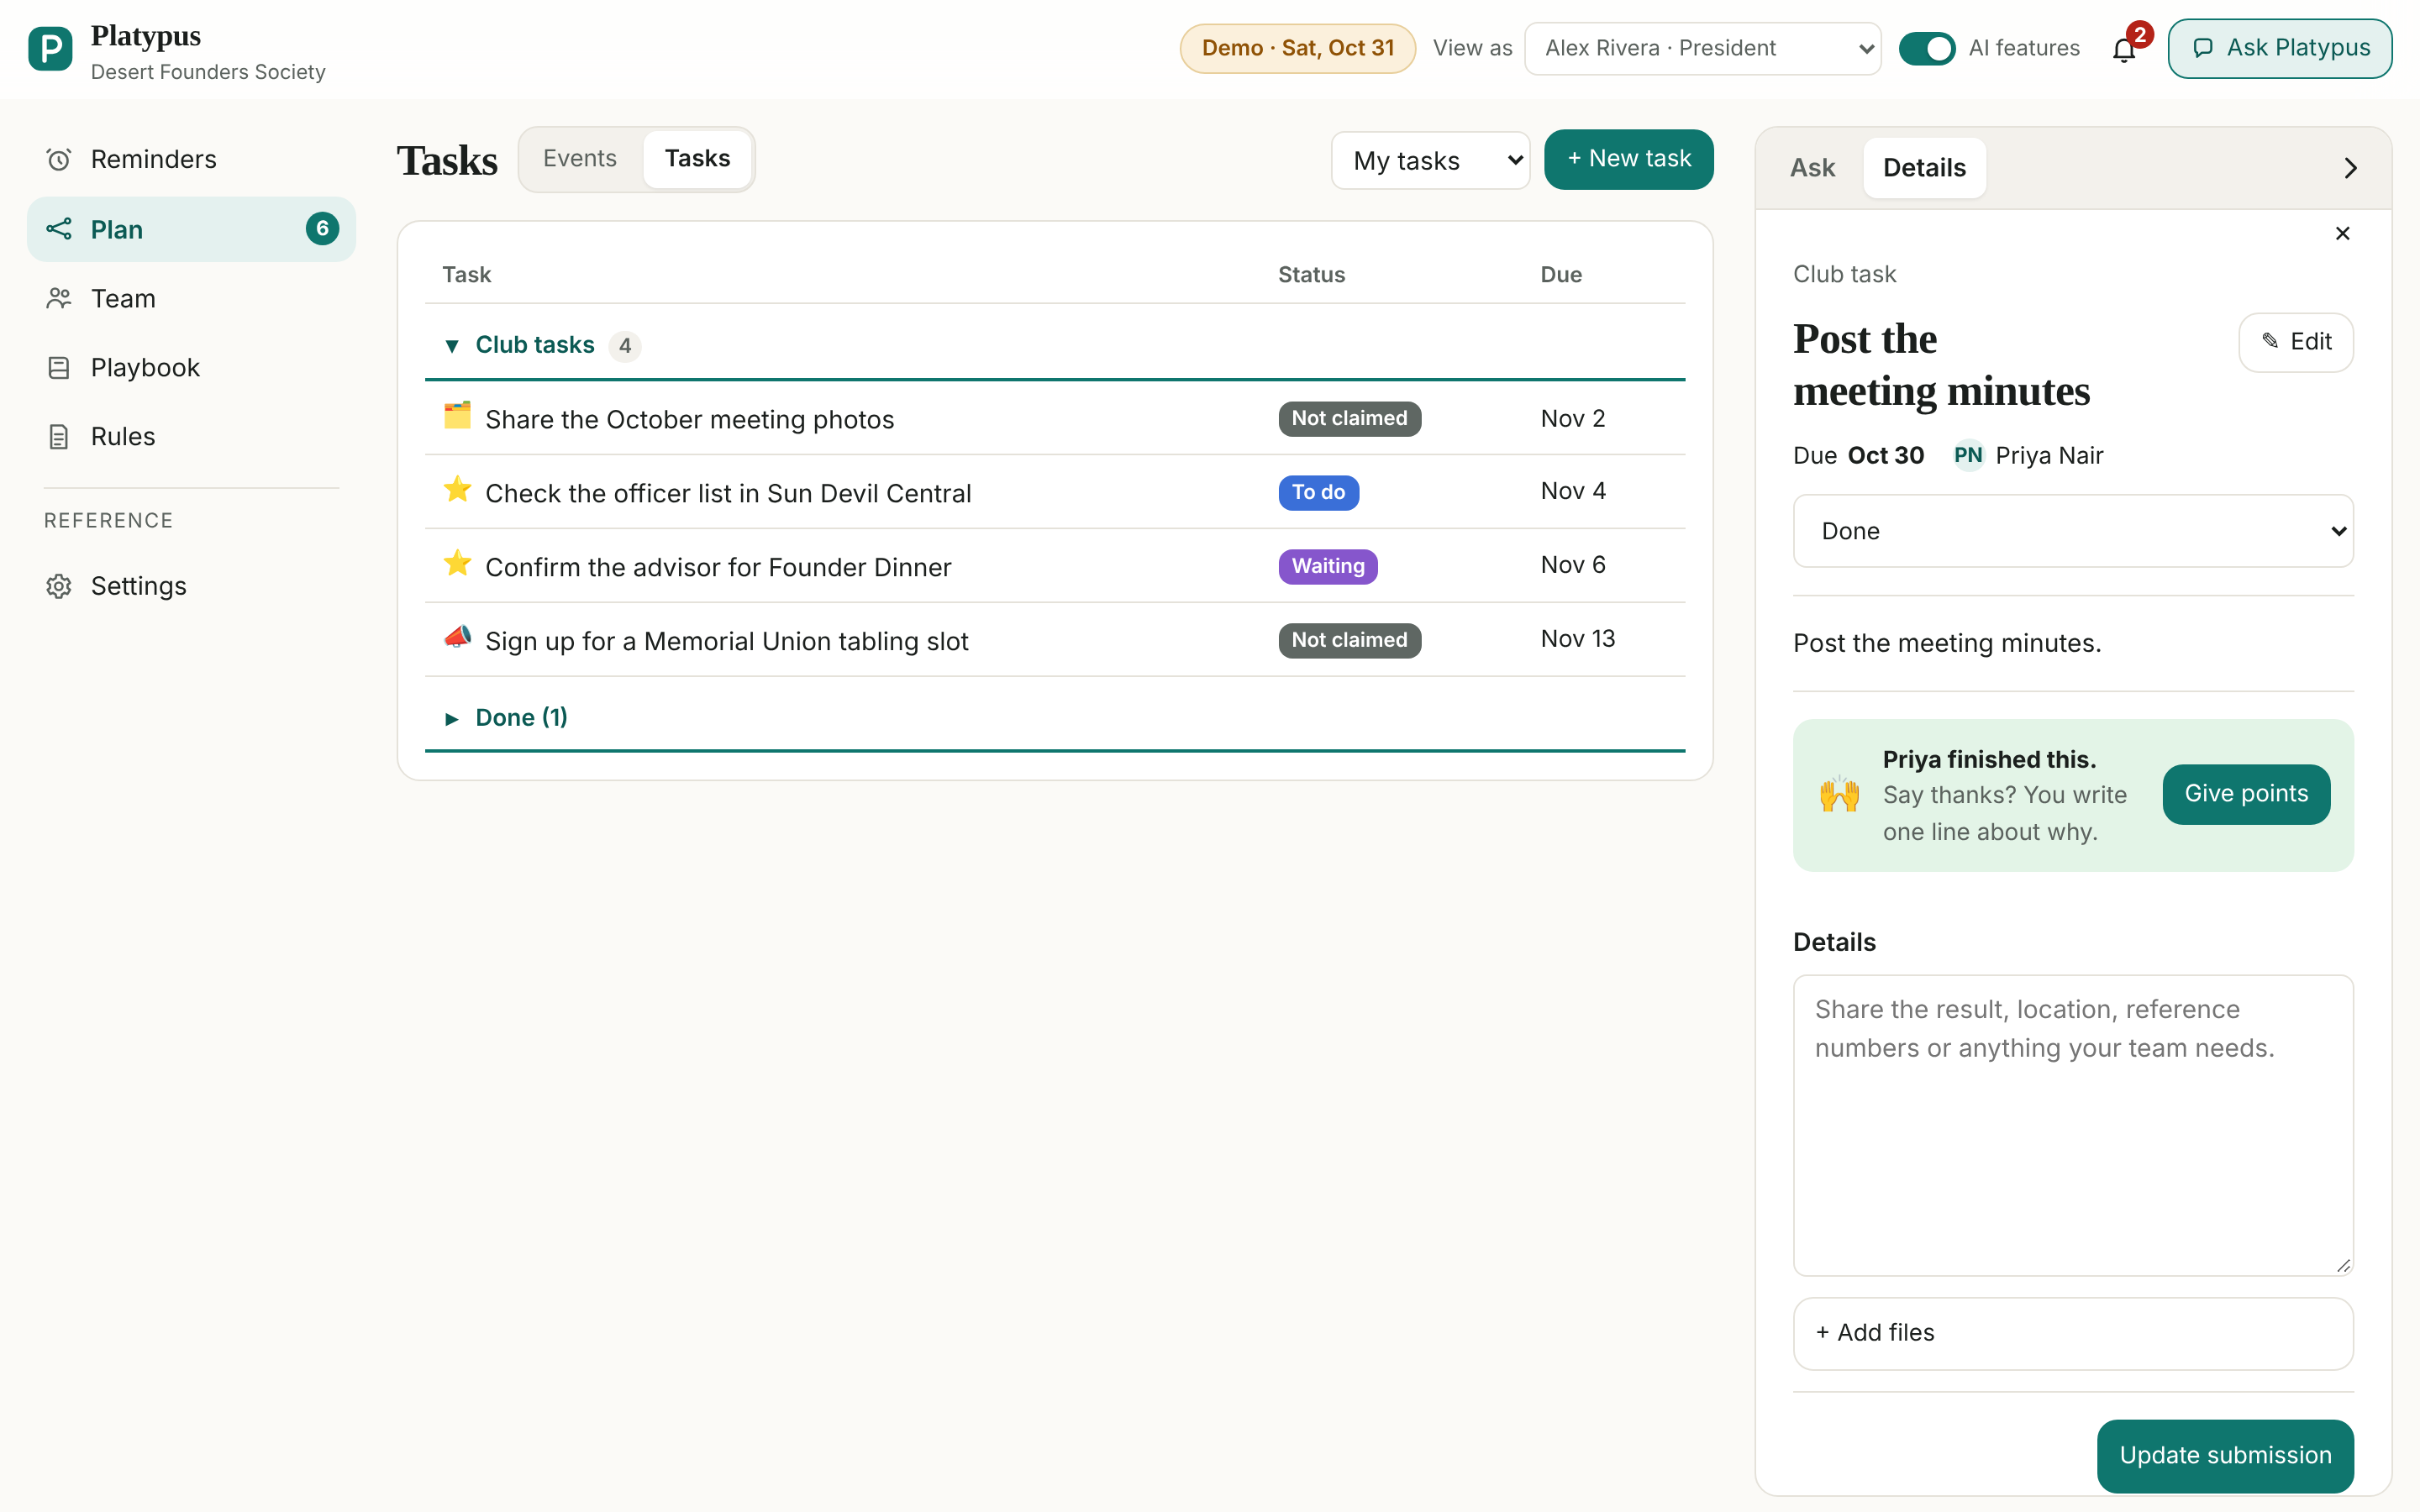 Platypus
Desert Founders Society
Demo · Sat, Oct 31
View as
Alex Rivera · President
AI features
2
Ask Platypus
Reminders
Plan
6
Team
Playbook
Rules
REFERENCE
Settings
Tasks
Events
Tasks
My tasks
+ New task
Task Status Due
Club tasks 4
Share the October meeting photos Not claimed Nov 2
Check the officer list in Sun Devil Central To do Nov 4
Confirm the advisor for Founder Dinner Waiting Nov 6
Sign up for a Memorial Union tabling slot Not claimed Nov 13
Done (1)
Ask
Details
Club task
Post the
meeting minutes
Edit
Due Oct 30 PN Priya Nair
Done
Post the meeting minutes.
Priya finished this.
Say thanks? You write
one line about why.
Give points
Details
Share the result, location, reference
numbers or anything your team needs.
+ Add files
Update submission